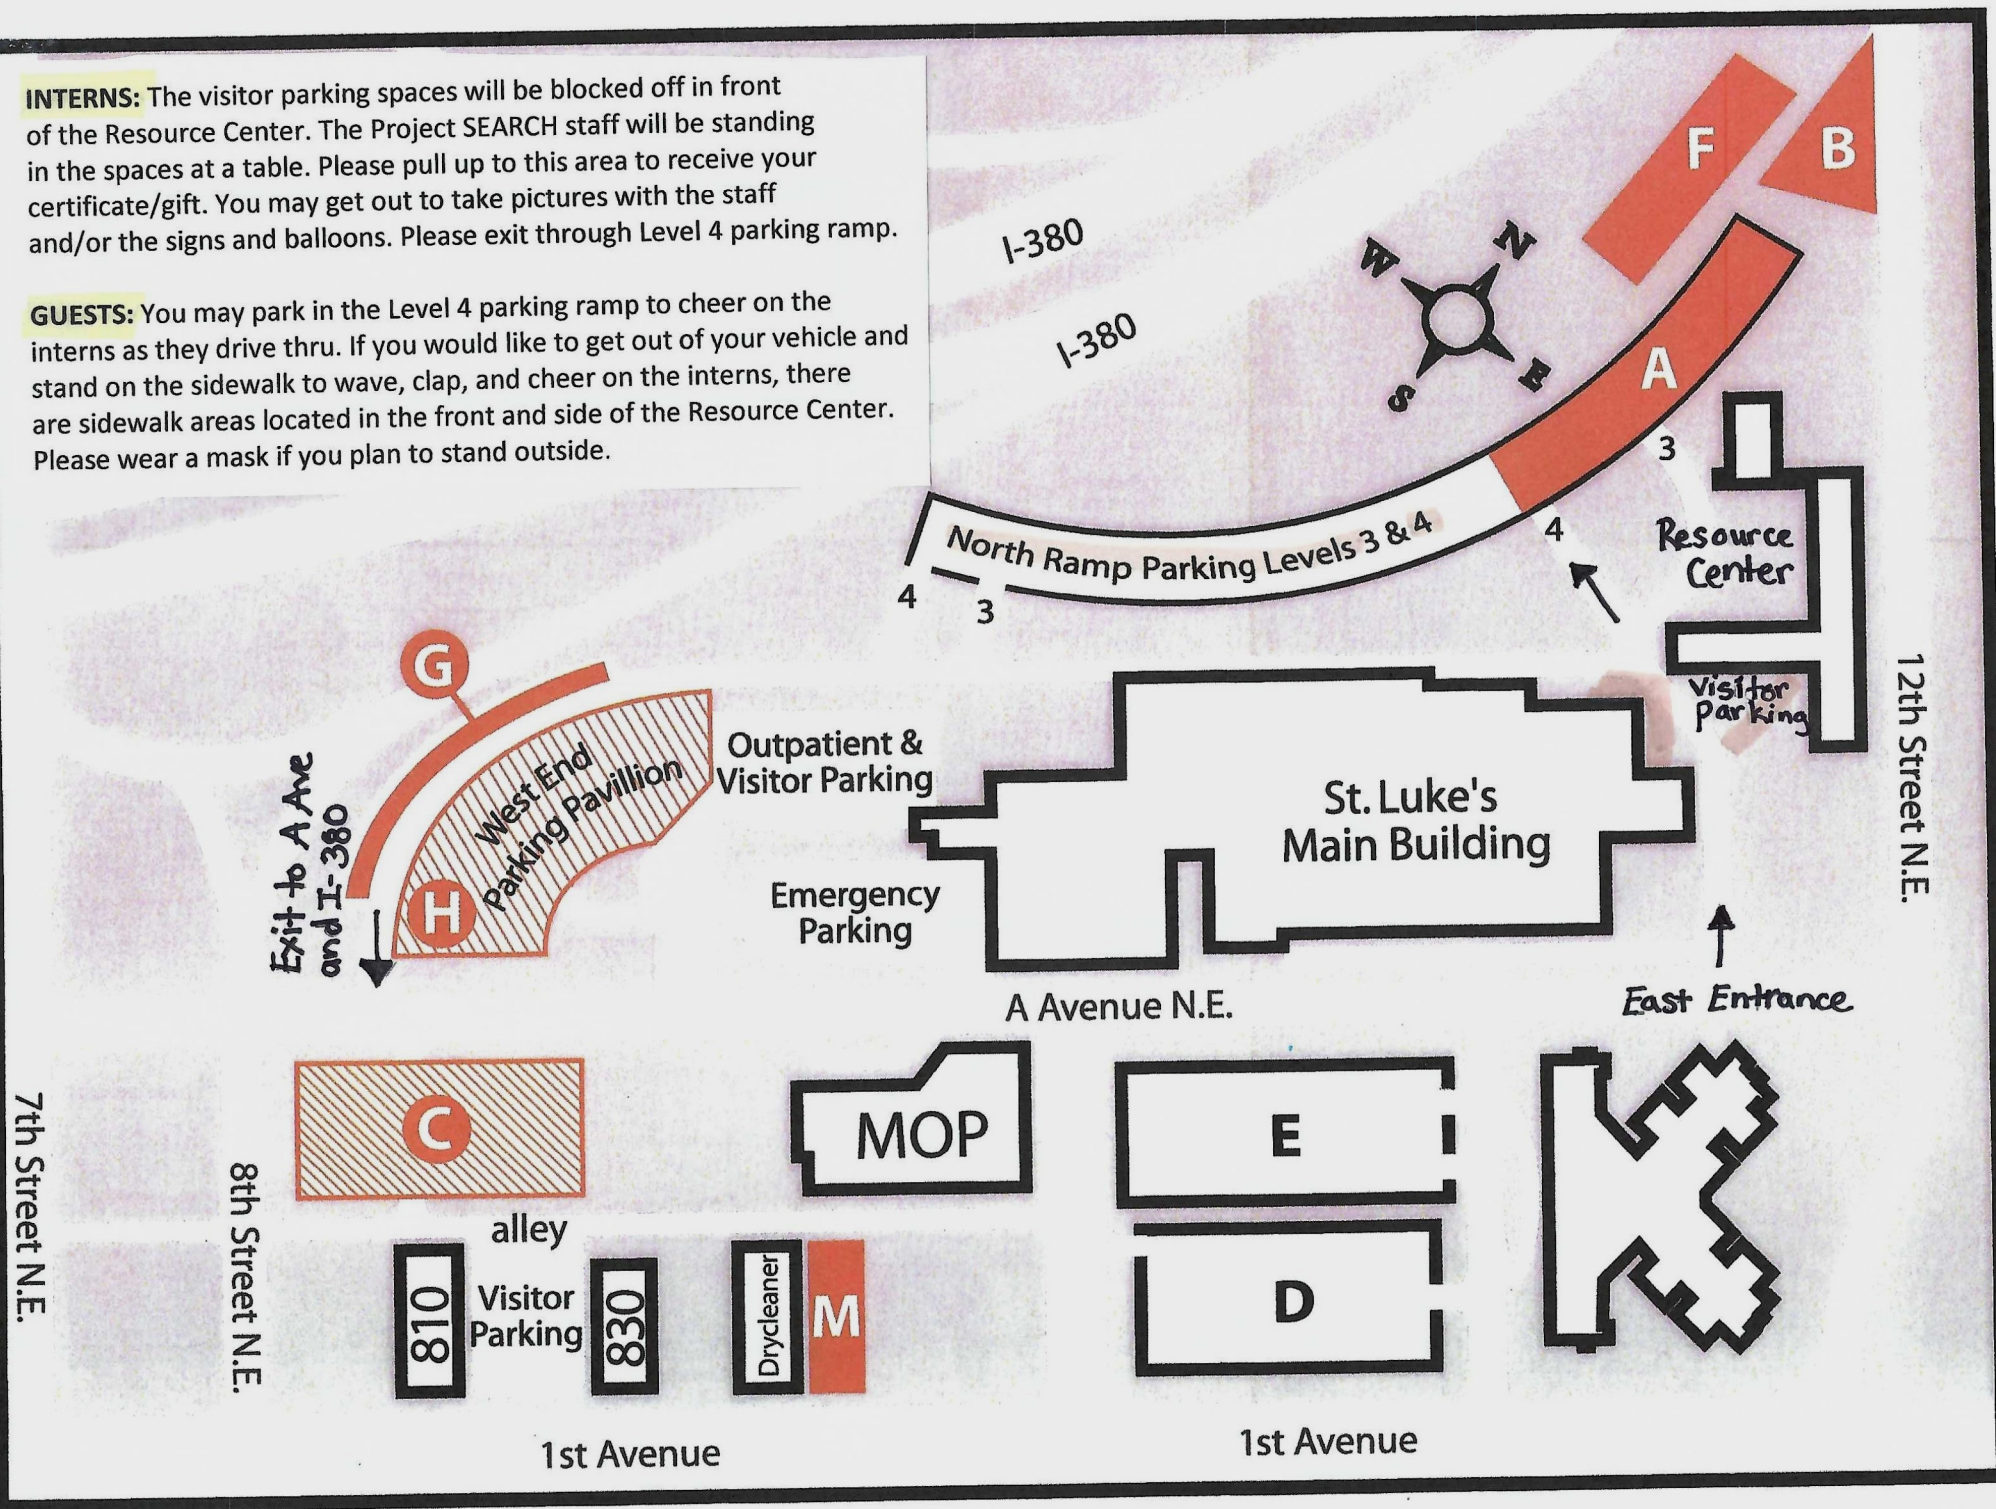 INTERNS: The visitor parking spaces will be blocked off in front
of the Resource Center. The Project SEARCH staff will be standing
in the spaces at a table. Please pull up to this area to receive your
certificate/gift. You may get out to take pictures with the staff
and/or the signs and balloons. Please exit through Level 4 parking ramp.
GUESTS: You may park in the Level 4 parking ramp to cheer on the
interns as they drive thru. If you would like to get out of your vehicle and
stand on the sidewalk to wave, clap, and cheer on the interns, there
are sidewalk areas located in the front and side of the Resource Center.
Please wear a mask if you plan to stand outside.
I-380
I-380
F
B
N
W
E
S
A
3
4
North Ramp Parking Levels 3 & 4
4
3
Resource
Center
Visitor
Parking
12th Street N.E.
G
West End
Parking Pavillion
H
Exit to A Ave
and I-380
Outpatient &
Visitor Parking
Emergency
Parking
St. Luke's
Main Building
East Entrance
A Avenue N.E.
C
MOP
E
D
alley
7th Street N.E.
8th Street N.E.
810
Visitor
Parking
830
Drycleaner
M
1st Avenue
1st Avenue